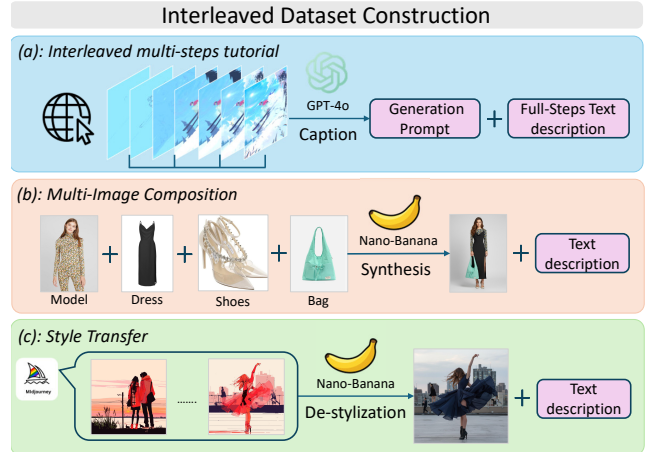 Interleaved Dataset Construction
(a): Interleaved multi-steps tutorial
GPT-4o
Caption
Generation
Prompt
+
Full-Steps Text
description
(b): Multi-Image Composition
+
+
+
Model
Dress
Shoes
Bag
Nano-Banana
Synthesis
+
Text
description
(c): Style Transfer
Midjourney
........
Nano-Banana
De-stylization
+
Text
description